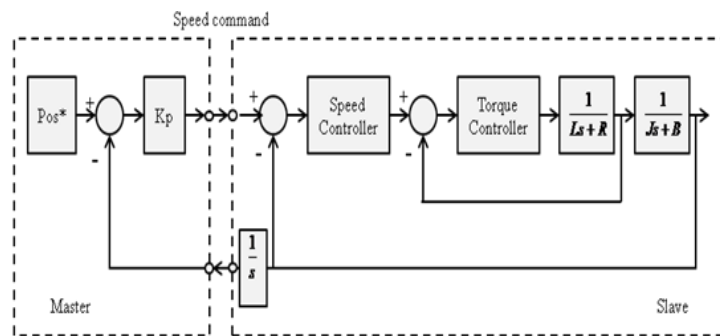 Speed command
Pos*
+
-
Kp
+
-
Speed
Controller
+
-
Torque
Controller
1
Ls+R
1
Js+B
1
s
Master
Slave